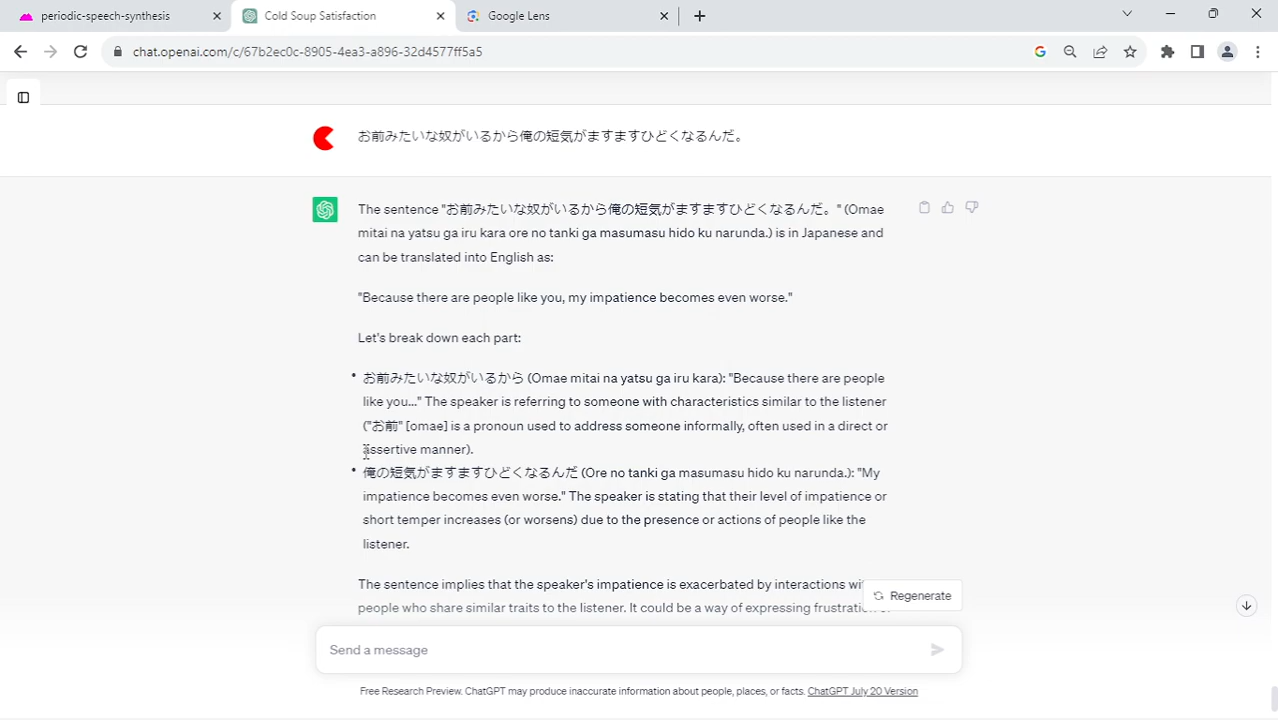 periodic-speech-synthesis
Cold Soup Satisfaction
Google Lens
chat.openai.com/c/67b2ec0c-8905-4ea3-a896-32d4577ff5a5
お前みたいな奴がいるから俺の短気がますますひどくなるんだ。
The sentence "お前みたいな奴がいるから俺の短気がますますひどくなるんだ。" (Omae
mitai na yatsu ga iru kara ore no tanki ga masumasu hido ku narunda.) is in Japanese and
can be translated into English as:
"Because there are people like you, my impatience becomes even worse."
Let's break down each part:
• お前みたいな奴がいるから (Omae mitai na yatsu ga iru kara): "Because there are people
like you..." The speaker is referring to someone with characteristics similar to the listener
("お前" [omae] is a pronoun used to address someone informally, often used in a direct or
assertive manner).
• 俺の短気がますますひどくなるんだ (Ore no tanki ga masumasu hido ku narunda.): "My
impatience becomes even worse." The speaker is stating that their level of impatience or
short temper increases (or worsens) due to the presence or actions of people like the
listener.
The sentence implies that the speaker's impatience is exacerbated by interactions
people who share similar traits to the listener. It could be a way of expressing frustration
Regenerate
Send a message
Free Research Preview. ChatGPT may produce inaccurate information about people, places, or facts. ChatGPT July 20 Version